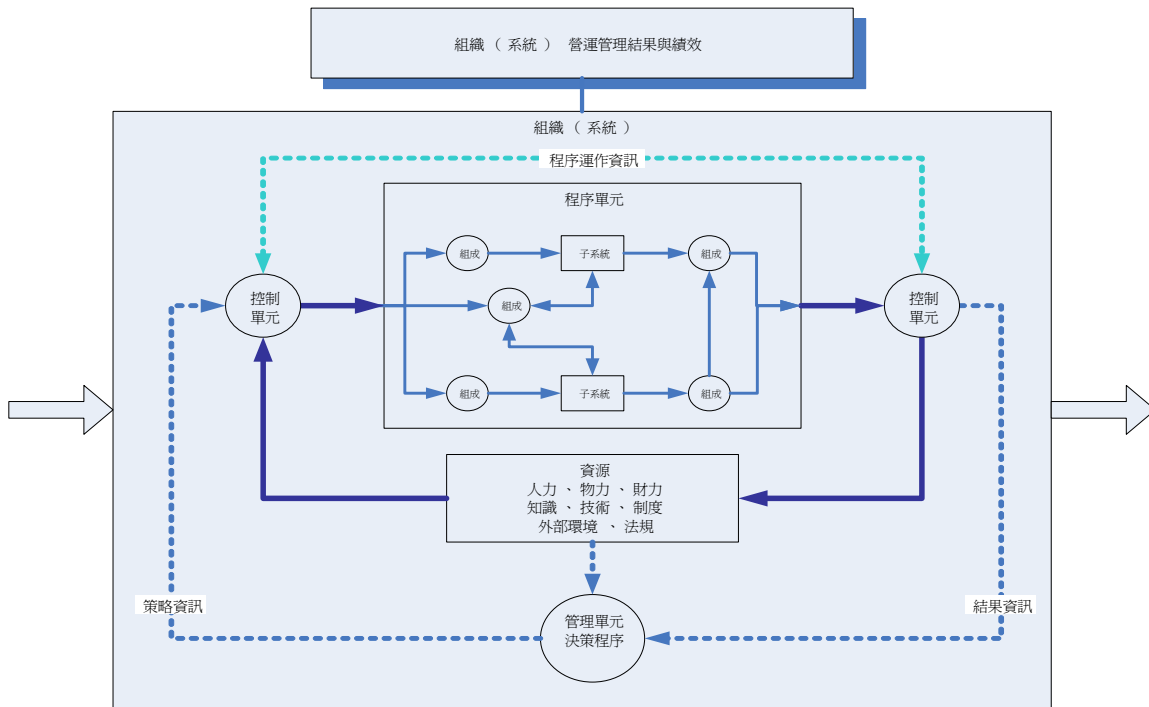 組織（系統） 營運管理結果與績效
組織（系統）
程序運作資訊
程序單元
組成
子系統
組成
控制
單元
組成
控制
單元
組成
子系統
組成
資源
人力、物力、財力
知識、技術、制度
外部環境、法規
策略資訊
結果資訊
管理單元
決策程序